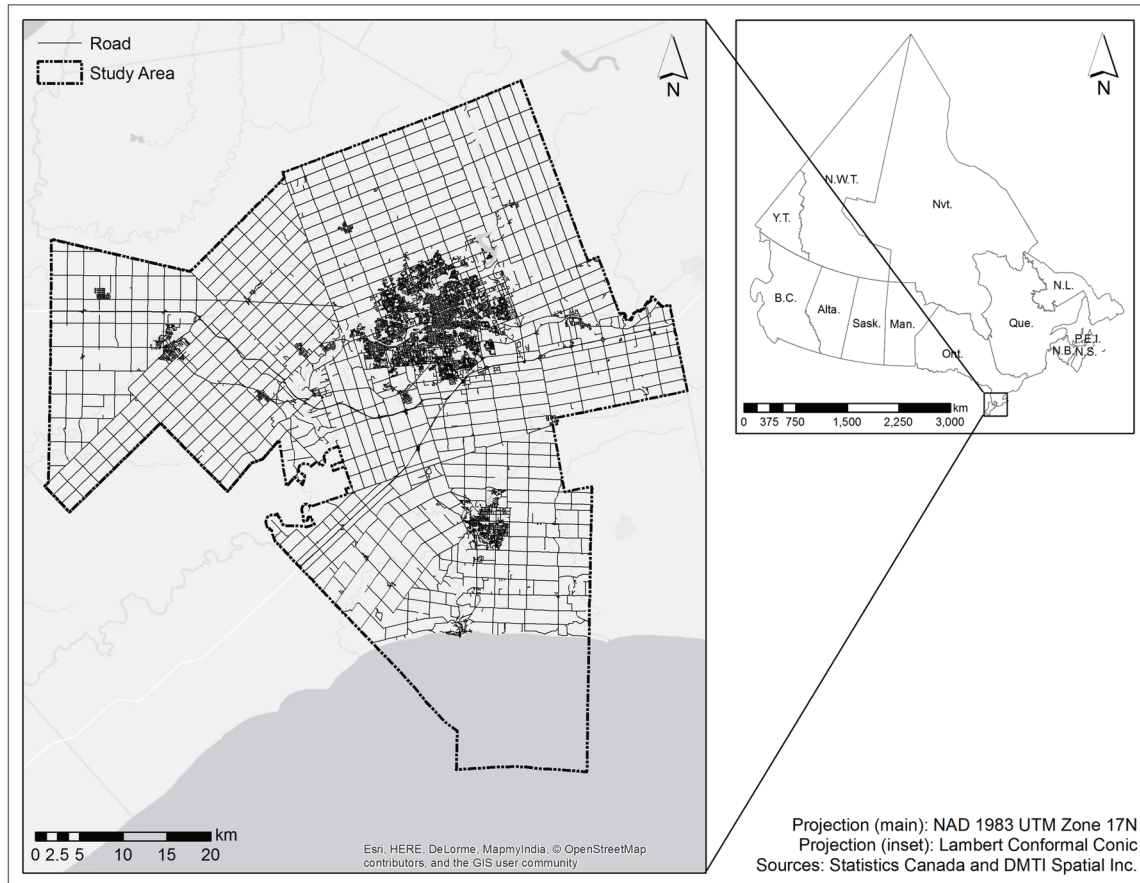 Road
Study Area
N
km
0 2.5 5 10 15 20
Esri, HERE, DeLorme, MapmyIndia, © OpenStreetMap
contributors, and the GIS user community
N
N.W.T.
Y.T.
Nvt.
B.C.
Alta.
Sask.
Man.
Ont.
Que.
N.L.
P.E.I.
N.B.
N.S.
km
0 375 750 1,500 2,250 3,000
Projection (main): NAD 1983 UTM Zone 17N
Projection (inset): Lambert Conformal Conic
Sources: Statistics Canada and DMTI Spatial Inc.